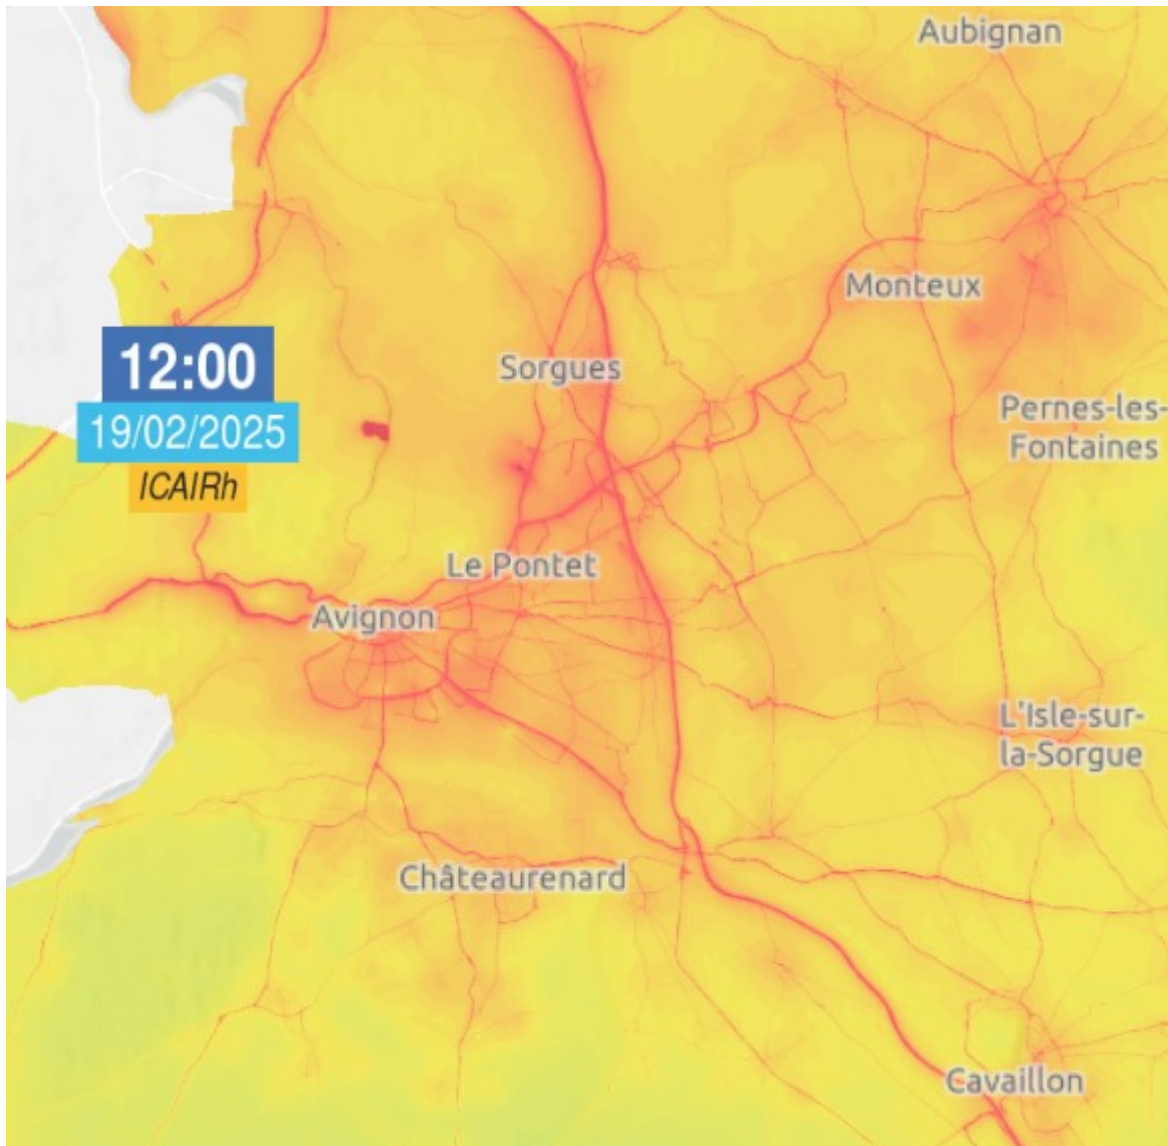 Aubignan
Monteux
12:00
Sorgues
19/02/2025
Pernes-les-
Fontaines
ICAIRh
Le Pontet
Avignon
L'Isle-sur-
la-Sorgue
Châteaurenard
Cavaillon